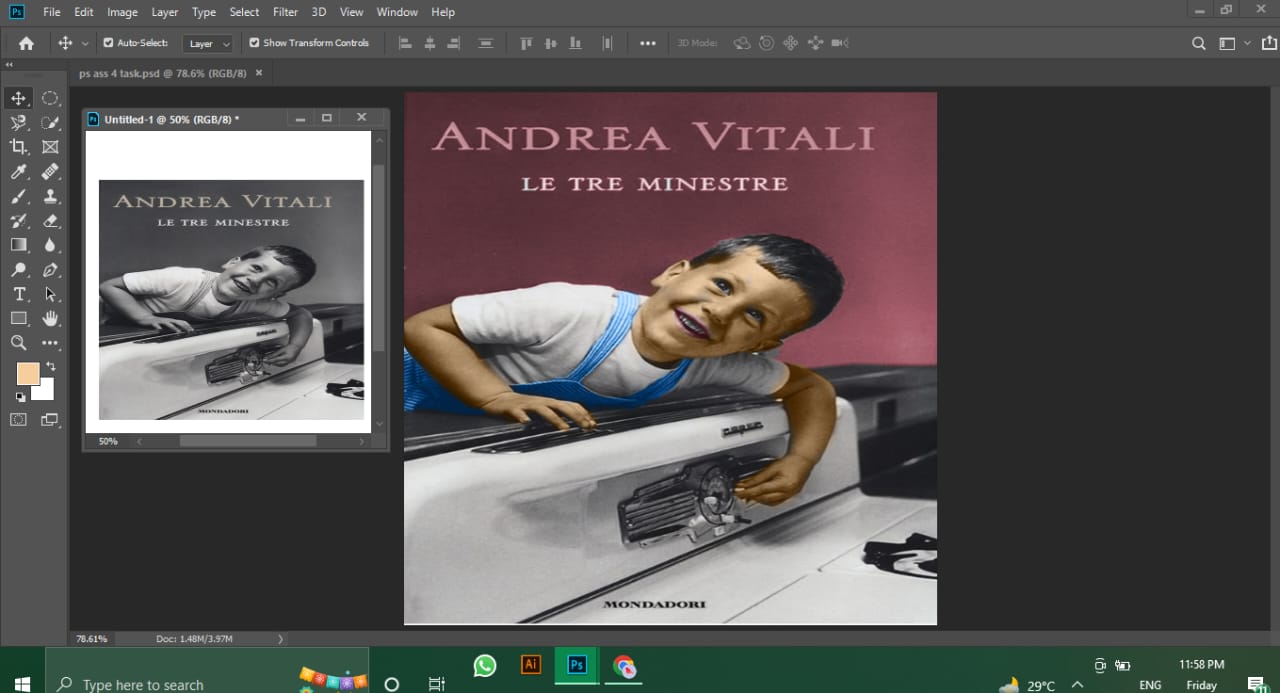 Ps File Edit Image Layer Type Select Filter 3D View Window Help
Auto-Select: Layer Show Transform Controls 3D Mode:
ps ass 4 task.psd @ 78.6% (RGB/8) ×
Ps Untitled-1 @ 50% (RGB/8) *
ANDREA VITALI
LE TRE MINESTRE
MONDADORI
50%
ANDREA VITALI
LE TRE MINESTRE
MONDADORI
T
78.61% Doc: 1.48M/3.97M
Type here to search
Ai Ps
29°C
ENG
11:58 PM
Friday